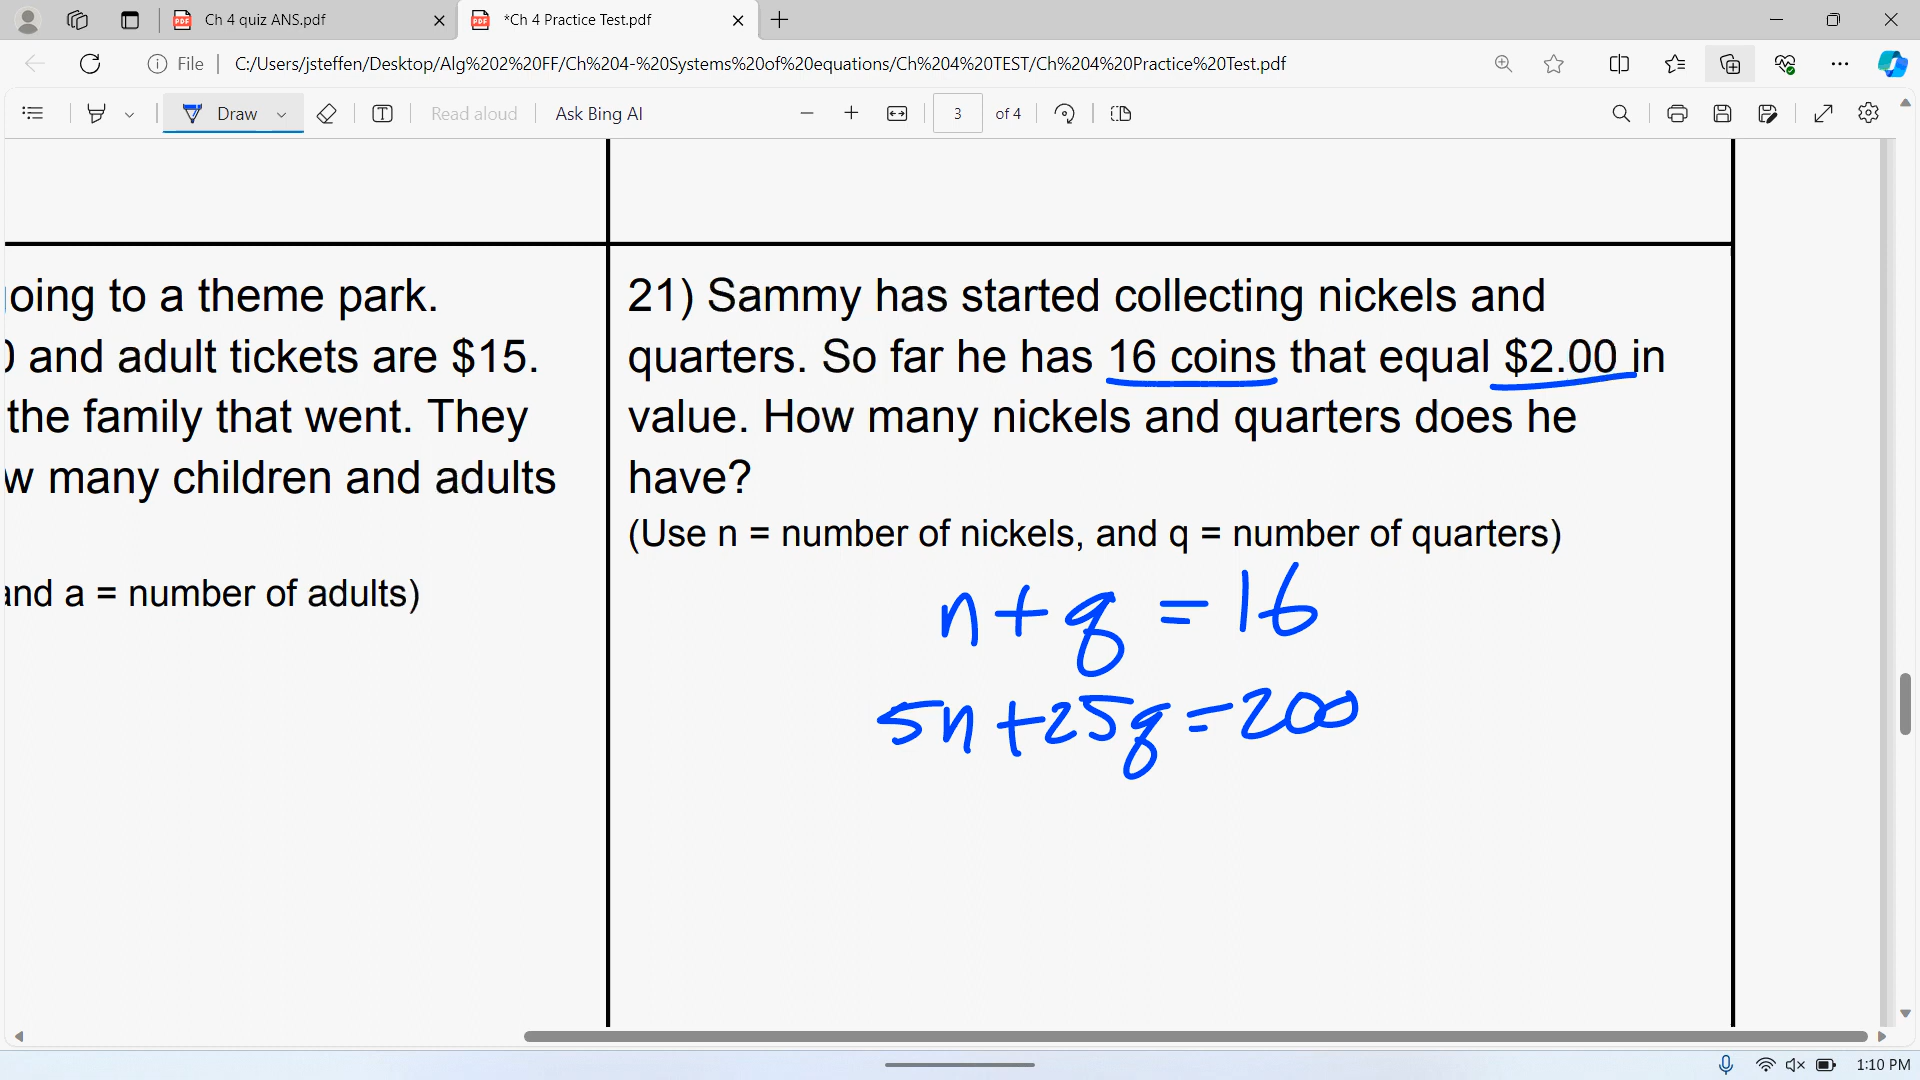 Ch 4 quiz ANS.pdf
*Ch 4 Practice Test.pdf
File
C:/Users/jsteffen/Desktop/Alg%202%20FF/Ch%204-%20Systems%20of%20equations/Ch%204%20TEST/Ch%204%20Practice%20Test.pdf
Draw
Read aloud
Ask Bing AI
3
of 4
oing to a theme park.
and adult tickets are $15.
the family that went. They
w many children and adults
and a = number of adults)
21) Sammy has started collecting nickels and
quarters. So far he has 16 coins that equal $2.00 in
value. How many nickels and quarters does he
have?
(Use n = number of nickels, and q = number of quarters)
n+q = 16
5n+25q=200
1:10 PM